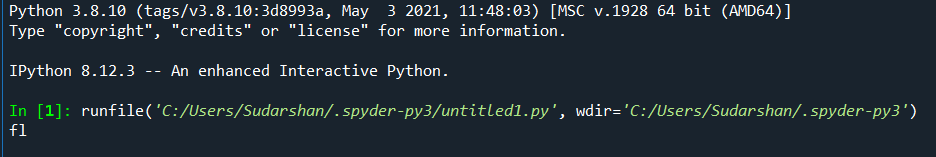 Python 3.8.10 (tags/v3.8.10:3d8993a, May  3 2021, 11:48:03) [MSC v.1928 64 bit (AMD64)]
Type "copyright", "credits" or "license" for more information.
IPython 8.12.3 -- An enhanced Interactive Python.
In [1]: runfile('C:/Users/Sudarshan/.spyder-py3/untitled1.py', wdir='C:/Users/Sudarshan/.spyder-py3')
fl